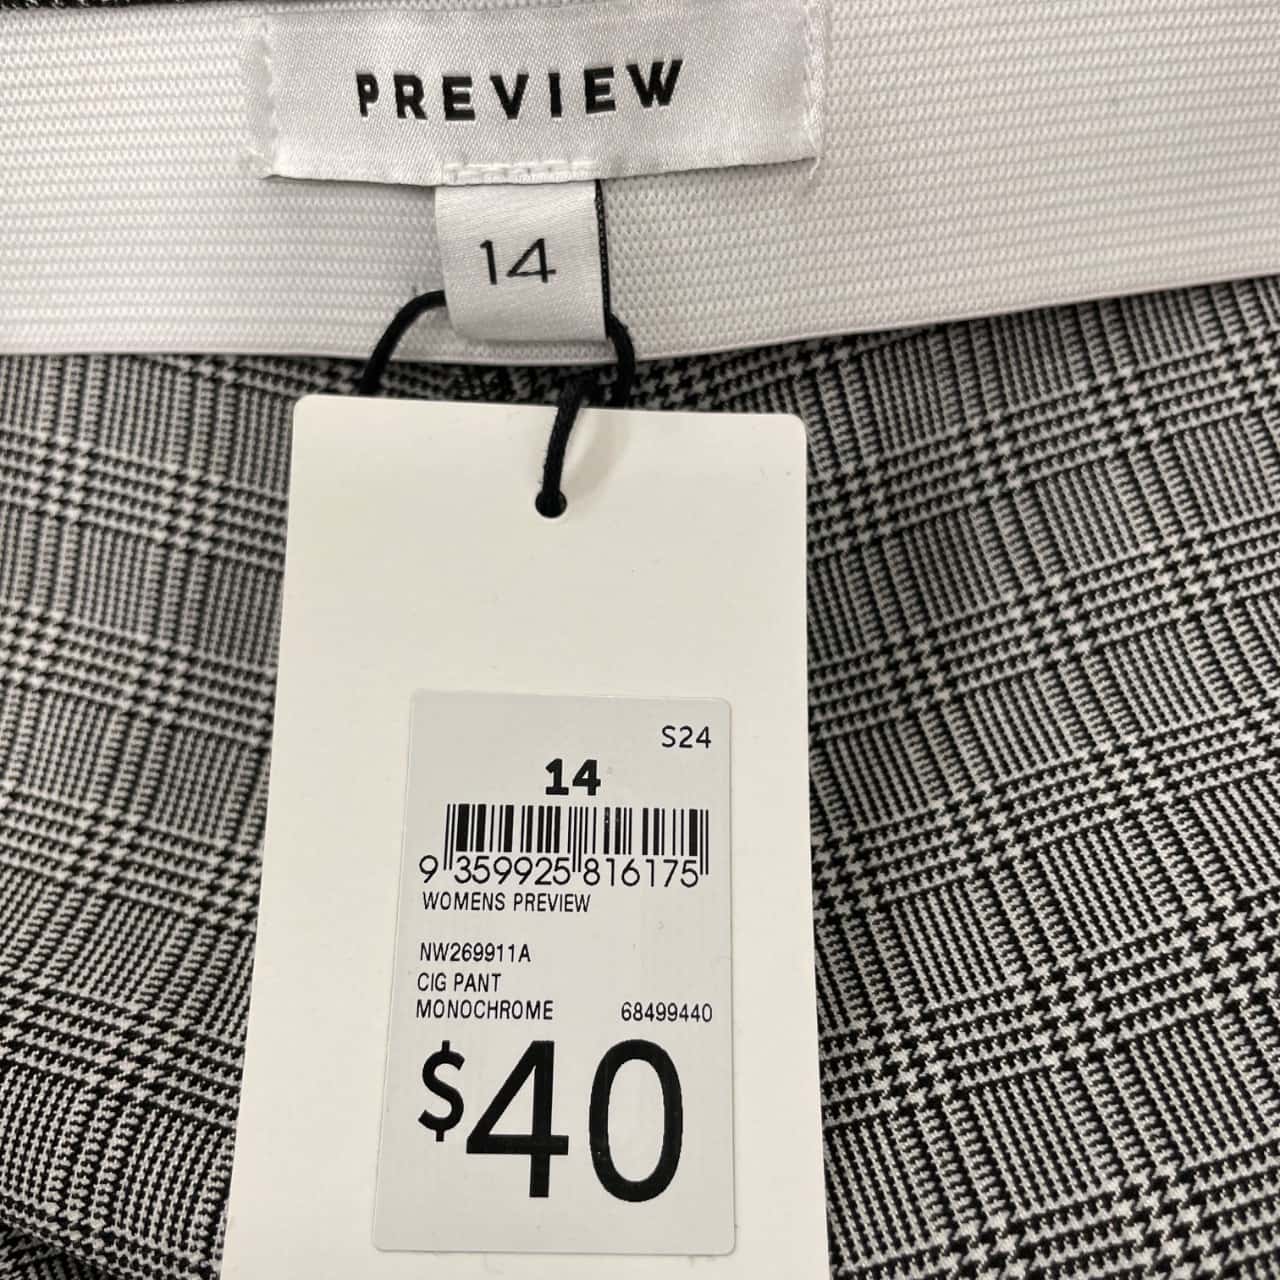 PREVIEW
14
S24
14
9 359925 816175
WOMENS PREVIEW
NW269911A
CIG PANT
MONOCHROME 68499440
$40